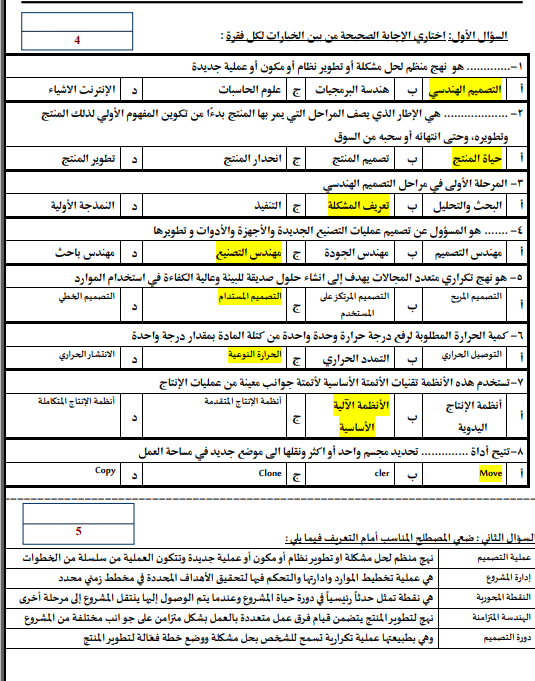 السؤال الأول: اختاري الإجابة الصحيحة من بين الخيارات لكل فقرة :
4
١-............. هو نهج منظم لحل مشكلة أو تطوير نظام أو مكون أو عملية جديدة
أ التصميم الهندسي ب هندسة البرمجيات ج علوم الحاسبات د الإنترنت الاشياء
٢- ................... هي الإطار الذي يصف المراحل التي يمر بها المنتج بدءًا من تكوين المفهوم الأولي لذلك المنتج
وتطويره، وحتى انتهائه أو سحبه من السوق
أ حياة المنتج ب تصميم المنتج ج انحدار المنتج د تطوير المنتج
٣- المرحلة الأولى في مراحل التصميم الهندسي
أ البحث والتحليل ب تعريف المشكلة ج التنفيذ د النمذجة الأولية
٤- ....... هو المسؤول عن تصميم عمليات التصنيع الجديدة والأجهزة والأدوات و تطويرها
أ مهندس التصميم ب مهندس الجودة ج مهندس التصنيع د مهندس باحث
٥- هو نهج تكراري متعدد المجالات يهدف إلى انشاء حلول صديقة للبيئة وعالية الكفاءة في استخدام الموارد
أ التصميم المربح ب التصميم المرتكز على المستخدم ج التصميم المستدام د التصميم الخطي
٦- كمية الحرارة المطلوبة لرفع درجة حرارة وحدة واحدة من كتلة المادة بمقدار درجة واحدة
أ التوصيل الحراري ب التمدد الحراري ج الحرارة النوعية د الانتشار الحراري
٧-تستخدم هذه الأنظمة تقنيات الأتمتة الأساسية لأتمتة جوانب معينة من عمليات الإنتاج
أ أنظمة الإنتاج اليدوية ب الأنظمة الآلية الأساسية ج أنظمة الإنتاج المتقدمة د أنظمة الإنتاج المتكاملة
٨-تتيح أداة .............. تحديد مجسم واحد أو اكثر ونقلها الى موضع جديد في مساحة العمل
أ Move ب cler ج Clone د Copy
5
السؤال الثاني: ضعي المصطلح المناسب أمام التعريف فيما يلي:
عملية التصميم نهج منظم لحل مشكلة او تطوير نظام أو مكون أو عملية جديدة وتتكون العملية من سلسلة من الخطوات
إدارة المشروع هي عملية تخطيط الموارد وادارتها والتحكم فيها لتحقيق الأهداف المحددة في مخطط زمني محدد
النقطة المحورية هي نقطة تمثل حدثاً رئيسياً في دورة حياة المشروع وعندما يتم الوصول إليها ينتقل المشروع إلى مرحلة أخرى
الهندسة المتزامنة نهج لتطوير المنتج يتضمن قيام فرق عمل متعددة بالعمل بشكل متزامن على جوانب مختلفة من المشروع
دورة التصميم وهي بطبيعتها عملية تكرارية تسمح للشخص بحل مشكلة ووضع خطة فعالة لتطوير المنتج